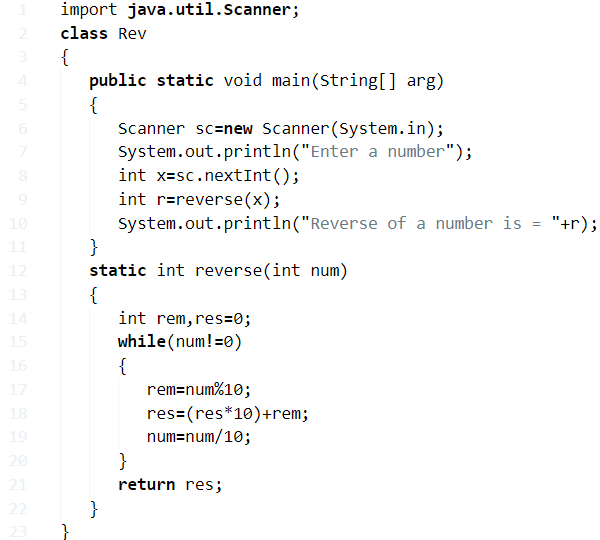 1 import java.util.Scanner;
2 class Rev
3 {
4 public static void main(String[] arg)
5 {
6 Scanner sc=new Scanner(System.in);
7 System.out.println("Enter a number");
8 int x=sc.nextInt();
9 int r=reverse(x);
10 System.out.println("Reverse of a number is = "+r);
11 }
12 static int reverse(int num)
13 {
14 int rem,res=0;
15 while(num!=0)
16 {
17 rem=num%10;
18 res=(res*10)+rem;
19 num=num/10;
20 }
21 return res;
22 }
23 }